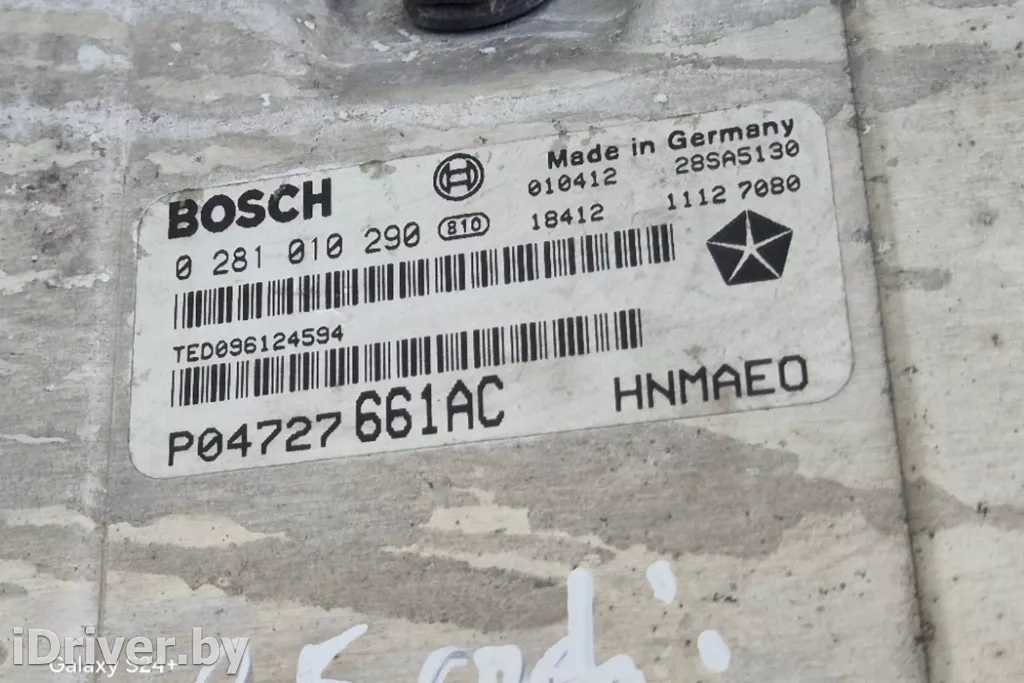 Made in Germany
BOSCH 010412 28SA5130
0 281 010 290 810 18412 1112 7080
TED096124594
P04727661AC HNMAEO
iDriver.by
Galaxy S24+